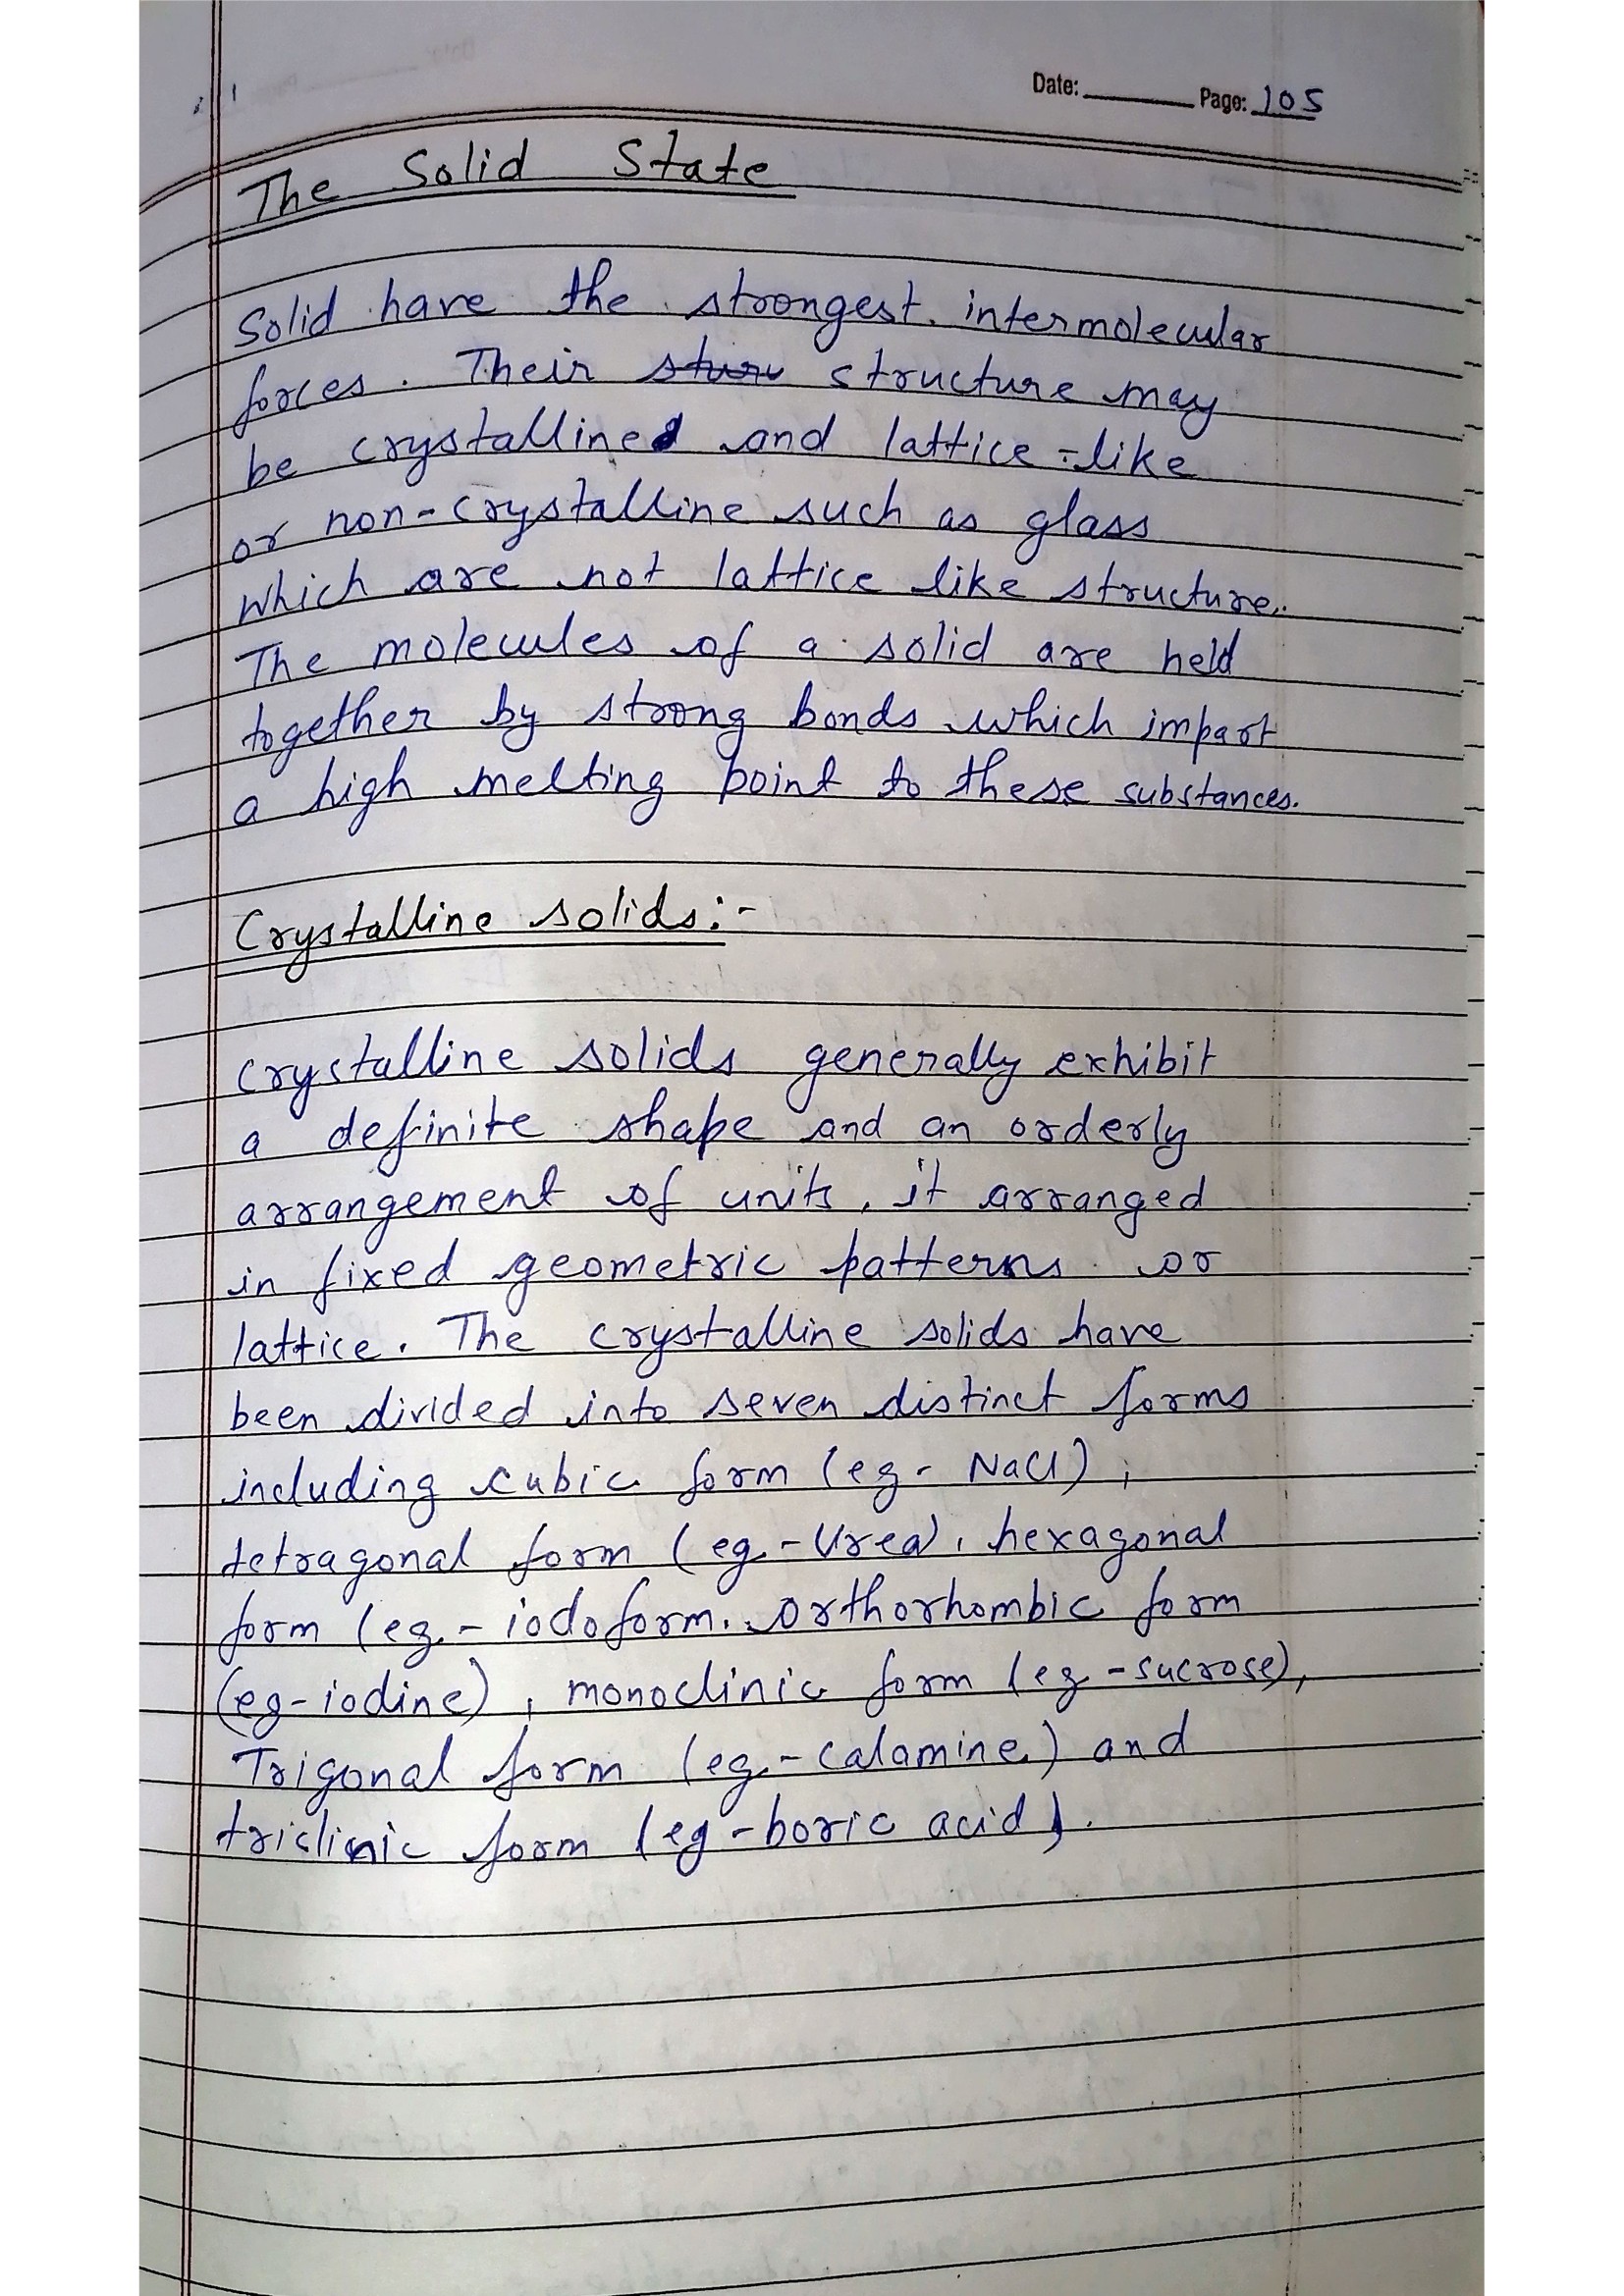 Date: Page: 105
The Solid State
Solid have the strongest intermolecular
forces. Their structure may
be crystalline and lattice-like
or non-crystalline such as glass
which are not lattice like structure.
The molecules of a solid are held
together by strong bonds which impart
a high melting point to these substances.
Crystalline solids:-
Crystalline solids generally exhibit
a definite shape and an orderly
arrangement of units, it arranged
in fixed geometric patterns or
lattice. The crystalline solids have
been divided into seven distinct forms
including cubic form (eg- NaCl),
tetragonal form (eg.-Urea), hexagonal
form (eg.- iodoform. orthorhombic form
(eg-iodine), monoclinic form (eg-sucrose),
Trigonal form (eg.-calamine) and
triclinic form (eg-boric acid).